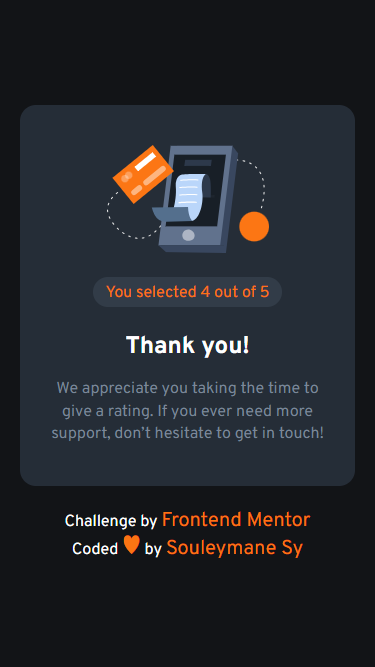 You selected 4 out of 5
Thank you!
We appreciate you taking the time to
give a rating. If you ever need more
support, don’t hesitate to get in touch!
Challenge by Frontend Mentor
Coded by Souleymane Sy